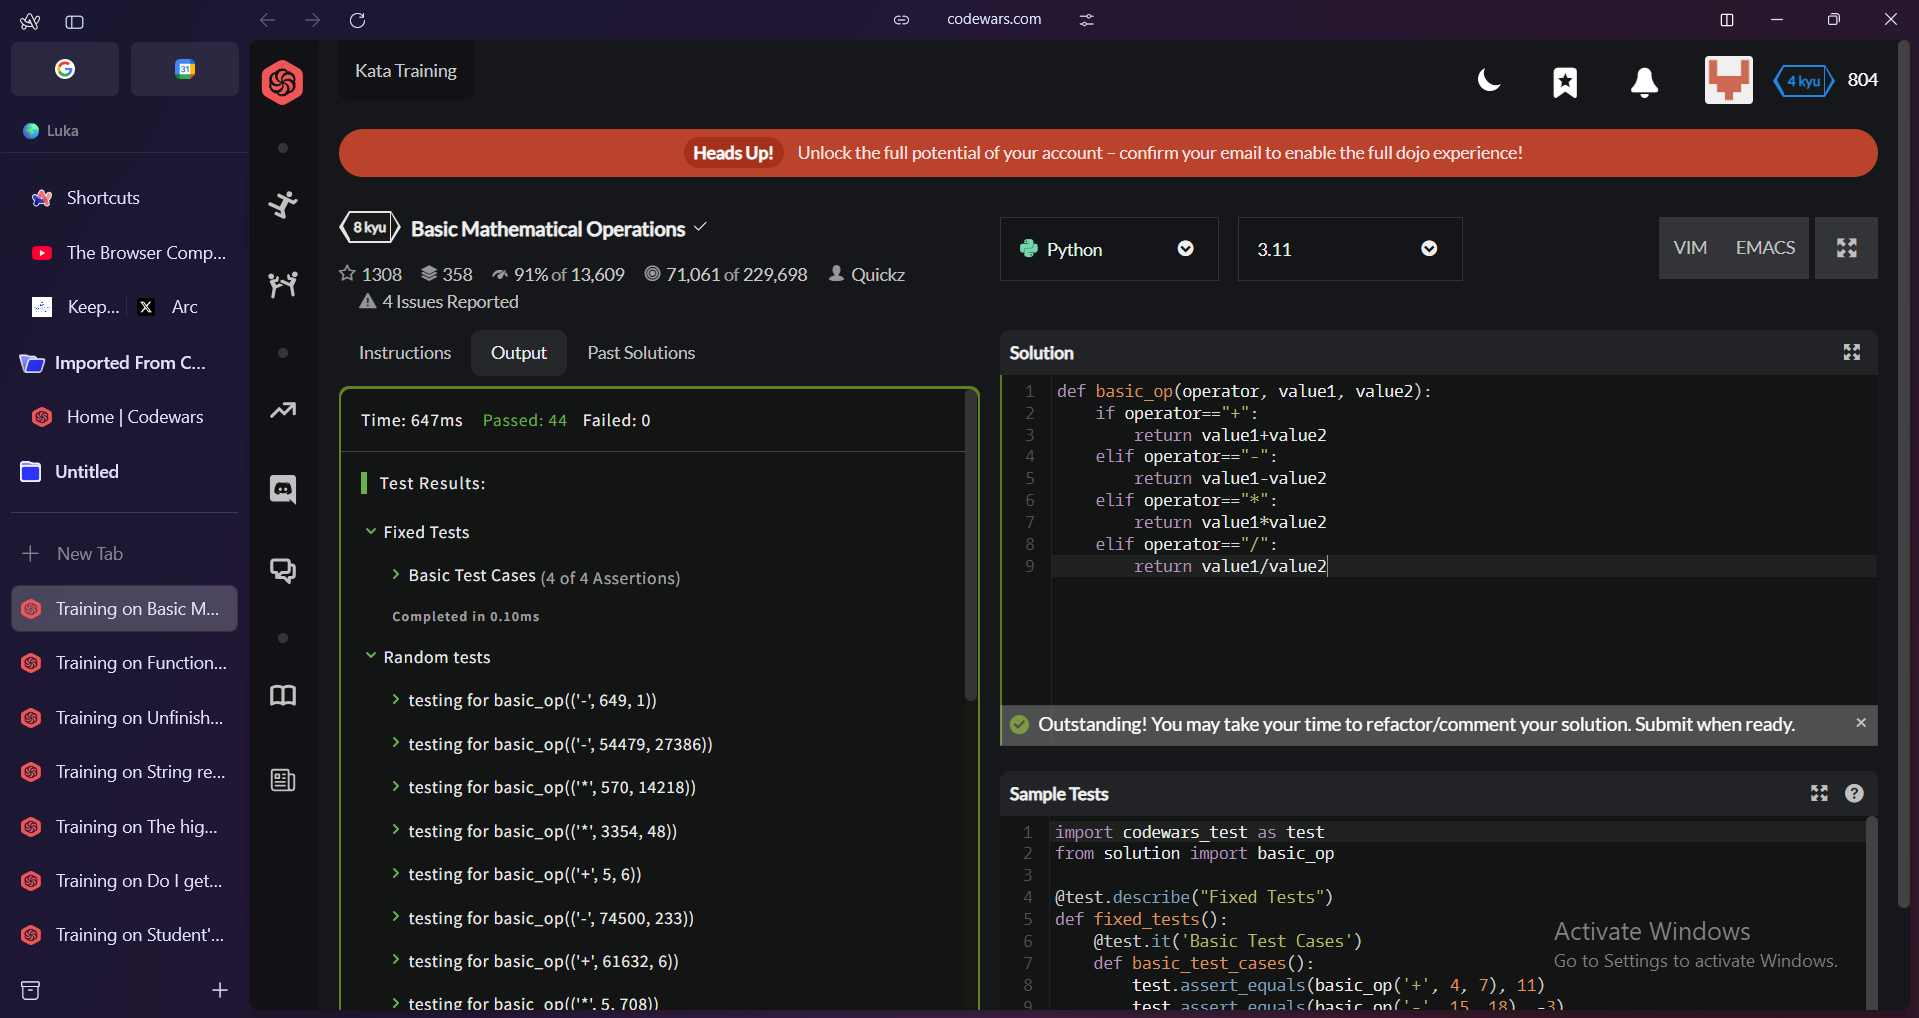 codewars.com
31
Luka
Shortcuts
The Browser Comp...
Keep...
X
Arc
Imported From C...
Home | Codewars
Untitled
New Tab
Training on Basic M...
Training on Function...
Training on Unfinish...
Training on String re...
Training on The hig...
Training on Do I get...
Training on Student'...
Kata Training
4 kyu
804
Heads Up! Unlock the full potential of your account – confirm your email to enable the full dojo experience!
8 kyu Basic Mathematical Operations
1308 358 91% of 13,609 71,061 of 229,698 Quickz
4 Issues Reported
Python
3.11
VIM EMACS
Instructions Output Past Solutions
Time: 647ms Passed: 44 Failed: 0
Test Results:
Fixed Tests
Basic Test Cases (4 of 4 Assertions)
Completed in 0.10ms
Random tests
testing for basic_op(('-', 649, 1))
testing for basic_op(('-', 54479, 27386))
testing for basic_op(('*', 570, 14218))
testing for basic_op(('*', 3354, 48))
testing for basic_op(('+', 5, 6))
testing for basic_op(('-', 74500, 233))
testing for basic_op(('+', 61632, 6))
testing for basic_op(('*', 5, 708))
Solution
1 def basic_op(operator, value1, value2):
2     if operator=="+":
3         return value1+value2
4     elif operator=="-":
5         return value1-value2
6     elif operator=="*":
7         return value1*value2
8     elif operator=="/":
9         return value1/value2
Outstanding! You may take your time to refactor/comment your solution. Submit when ready.
Sample Tests
?
1 import codewars_test as test
2 from solution import basic_op
3
4 @test.describe("Fixed Tests")
5 def fixed_tests():
6     @test.it('Basic Test Cases')
7     def basic_test_cases():
8         test.assert_equals(basic_op('+', 4, 7), 11)
9         test.assert_equals(basic_op('-', 15, 18), -3)
Activate Windows
Go to Settings to activate Windows.